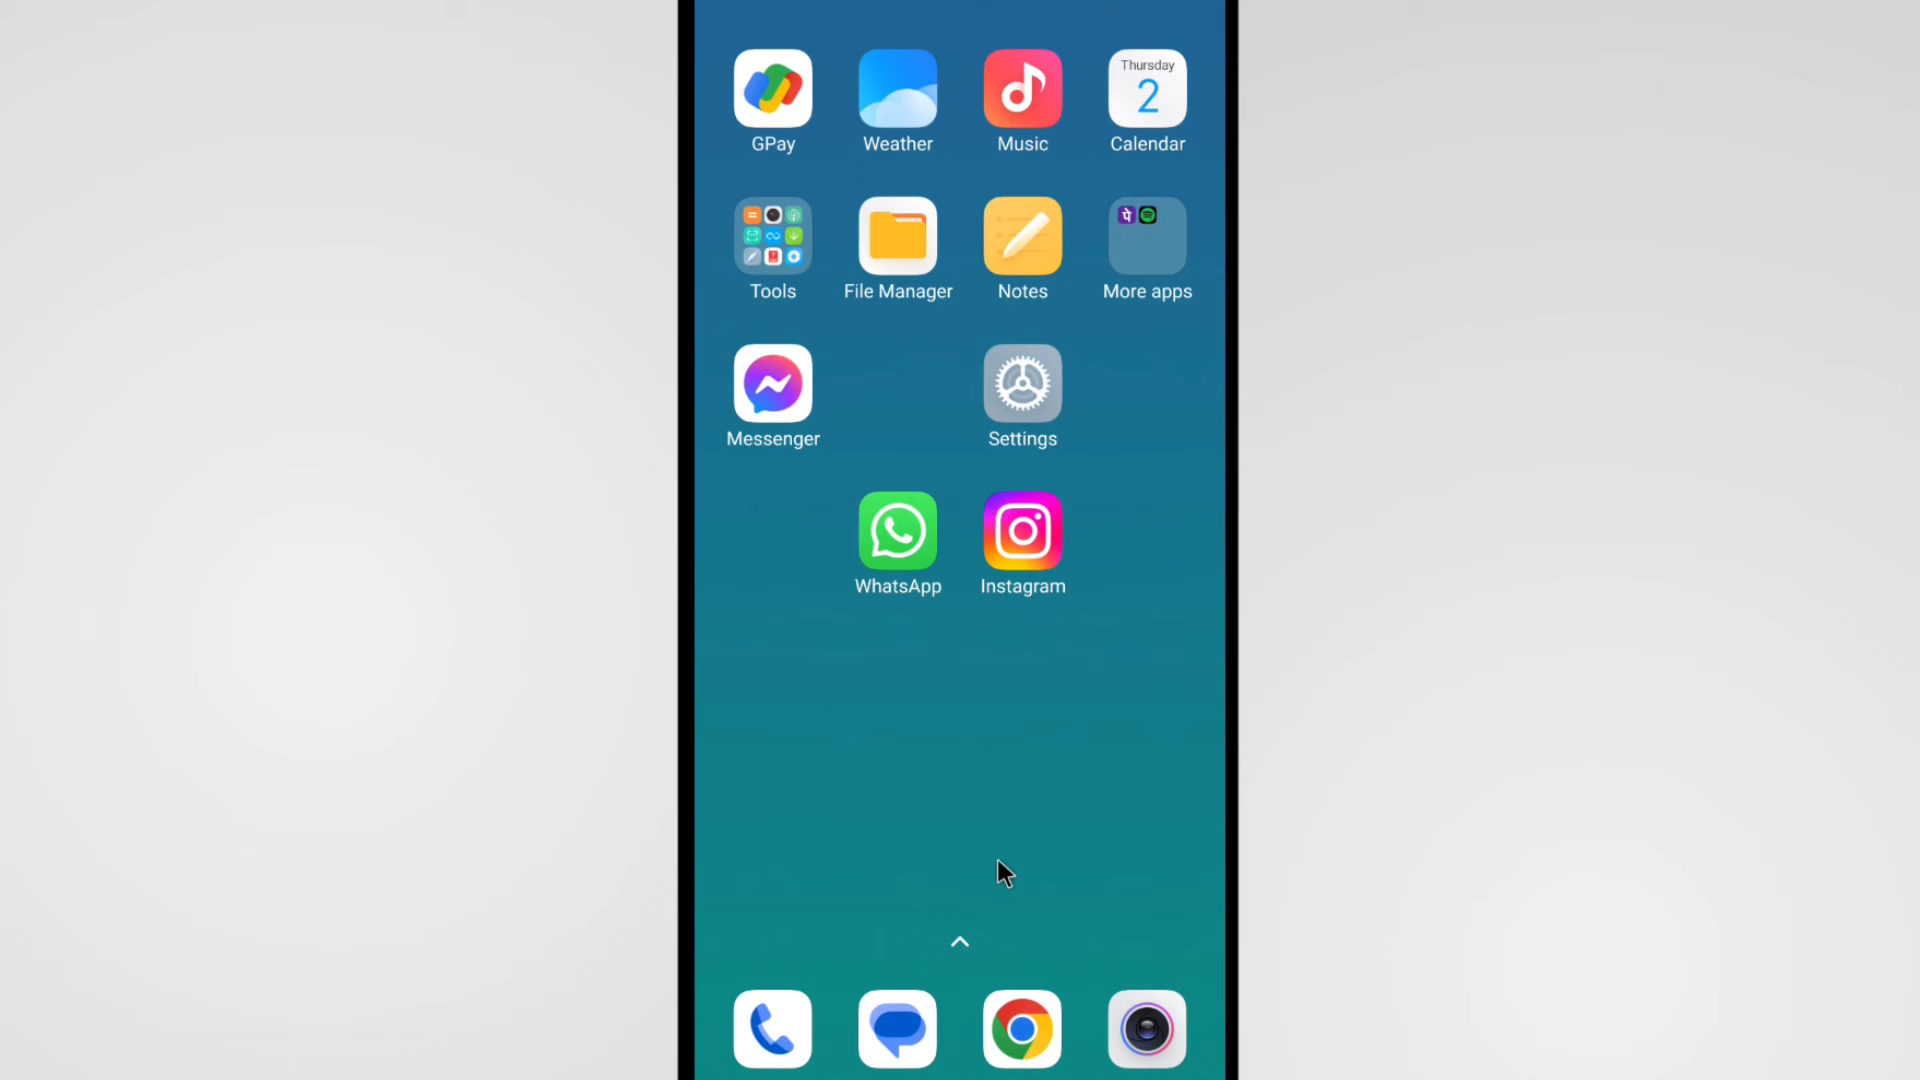 GPay
Weather
Music
Thursday
2
Calendar
Tools
File Manager
Notes
पे
More apps
Messenger
Settings
WhatsApp
Instagram